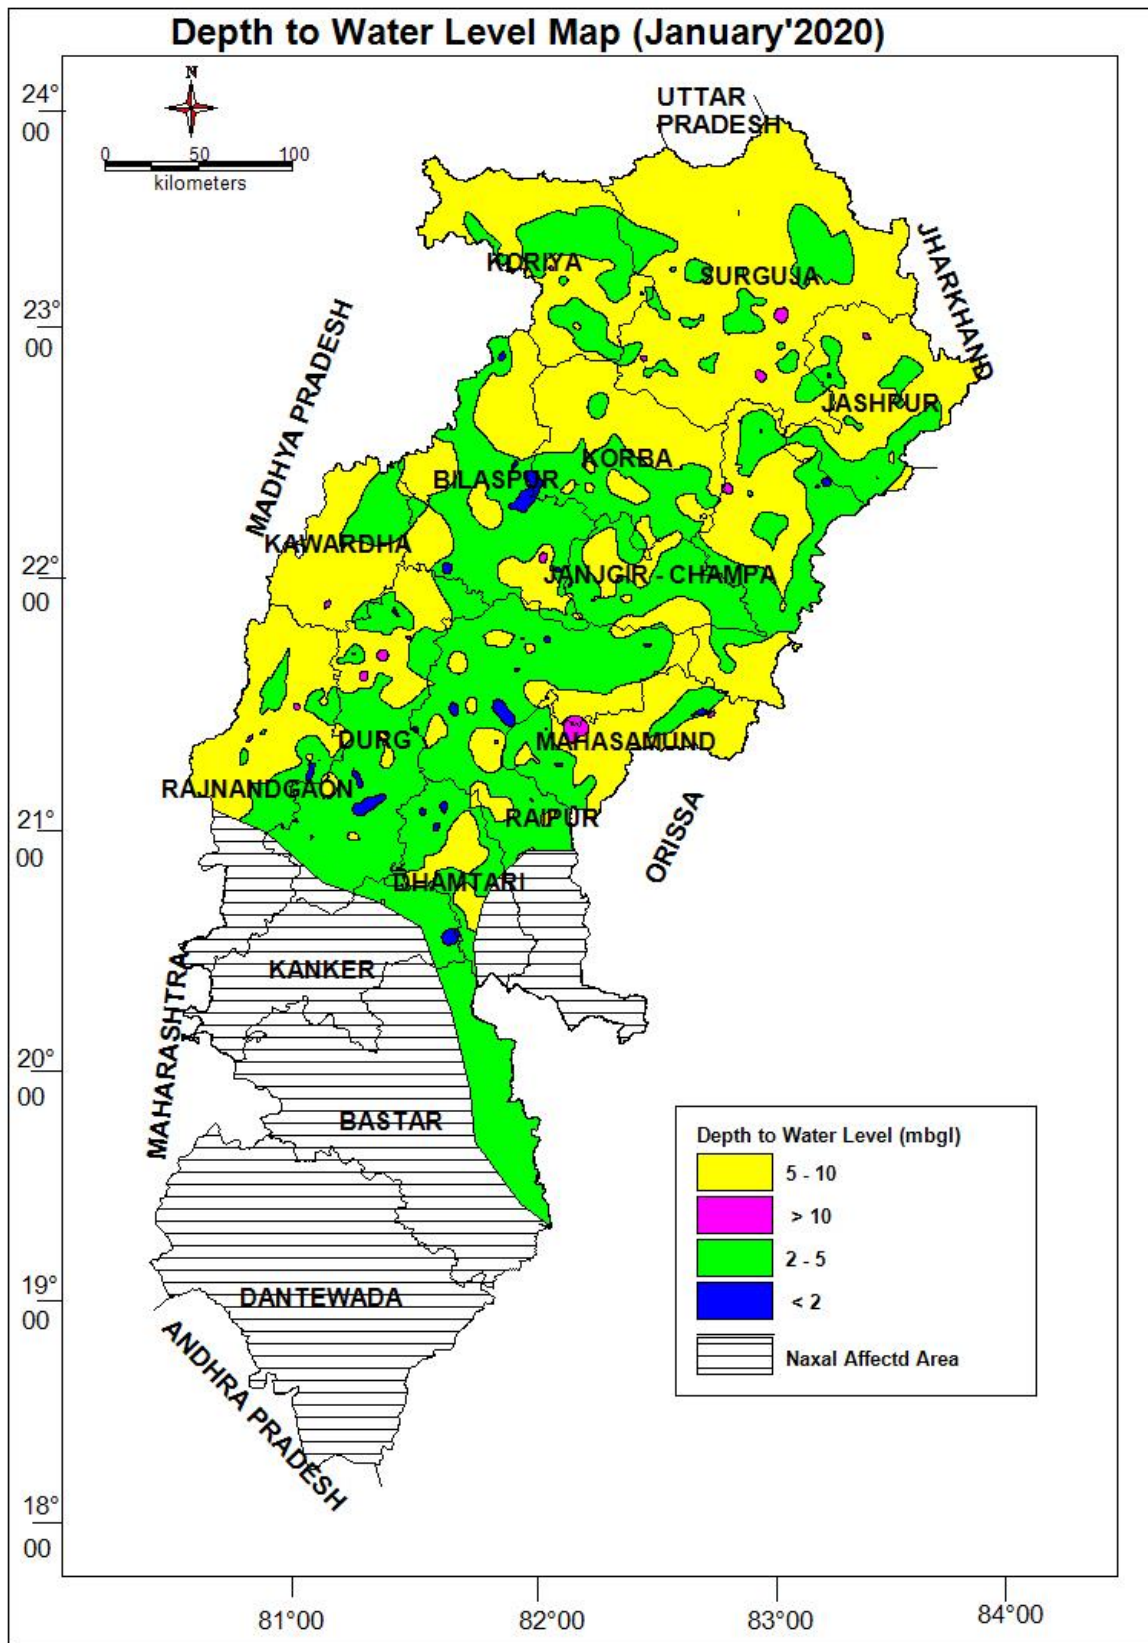 Depth to Water Level Map (January'2020)
N
0 50 100
kilometers
24°
00
23°
00
22°
00
21°
00
20°
00
19°
00
18°
00
UTTAR
PRADESH
JHARKHAND
MADHYA PRADESH
KORIYA
SURGUJA
JASHPUR
KORBA
BILASPUR
KAWARDHA
JANJGIR - CHAMPA
DURG
MAHASAMUND
RAJNANDGAON
RAIPUR
ORISSA
DHAMTARI
KANKER
MAHARASHTRA
BASTAR
DANTEWADA
ANDHRA PRADESH
Depth to Water Level (mbgl)
5 - 10
> 10
2 - 5
< 2
Naxal Affectd Area
81°00 82°00 83°00 84°00